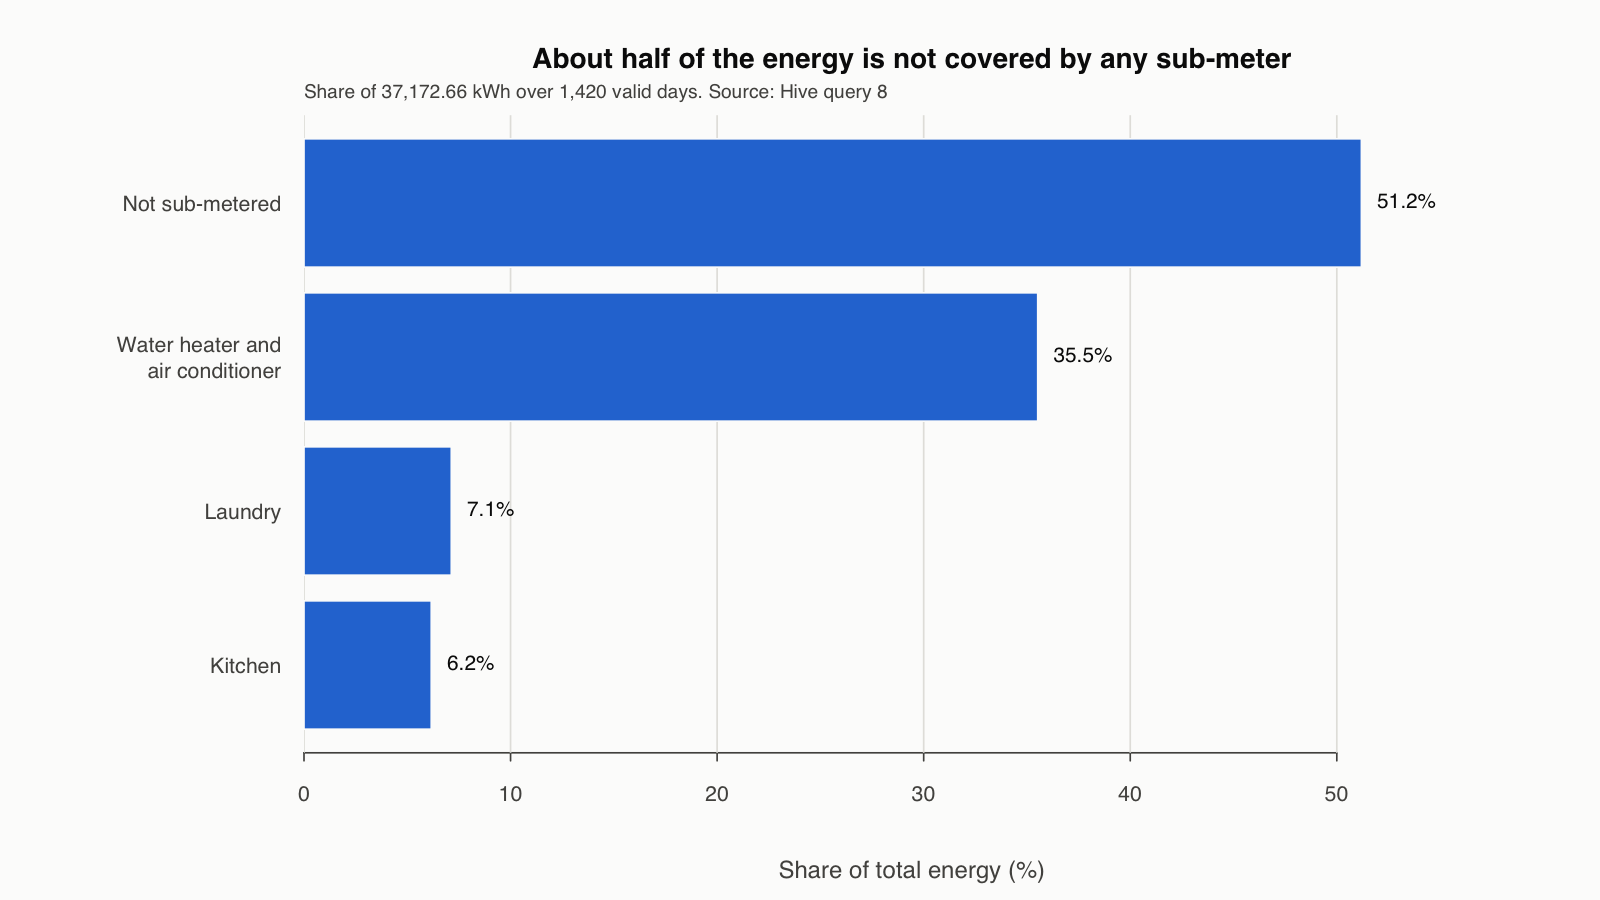 About half of the energy is not covered by any sub-meter
Share of 37,172.66 kWh over 1,420 valid days. Source: Hive query 8
Not sub-metered
51.2%
Water heater and
air conditioner
35.5%
Laundry
7.1%
Kitchen
6.2%
0 10 20 30 40 50
Share of total energy (%)